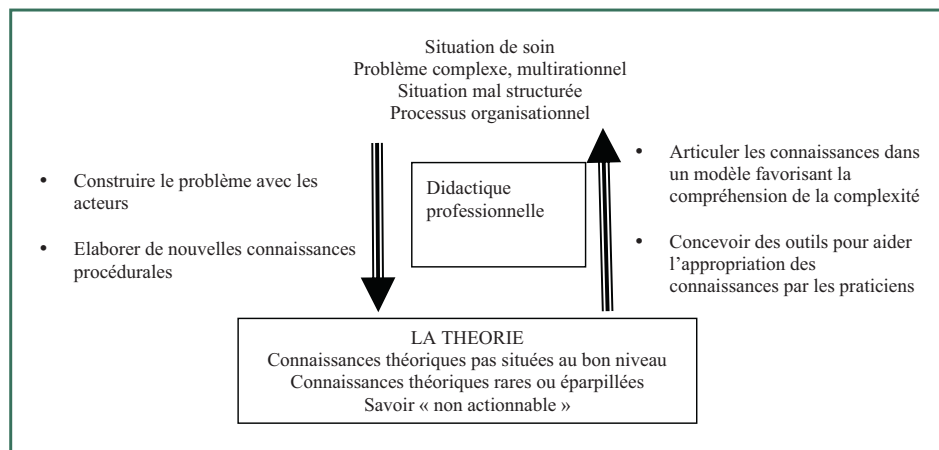 Situation de soin
Problème complexe, multirationnel
Situation mal structurée
Processus organisationnel
• Construire le problème avec les
acteurs
• Elaborer de nouvelles connaissances
procédurales
Didactique
professionnelle
• Articuler les connaissances dans
un modèle favorisant la
compréhension de la complexité
• Concevoir des outils pour aider
l’appropriation des
connaissances par les praticiens
LA THEORIE
Connaissances théoriques pas situées au bon niveau
Connaissances théoriques rares ou éparpillées
Savoir « non actionnable »